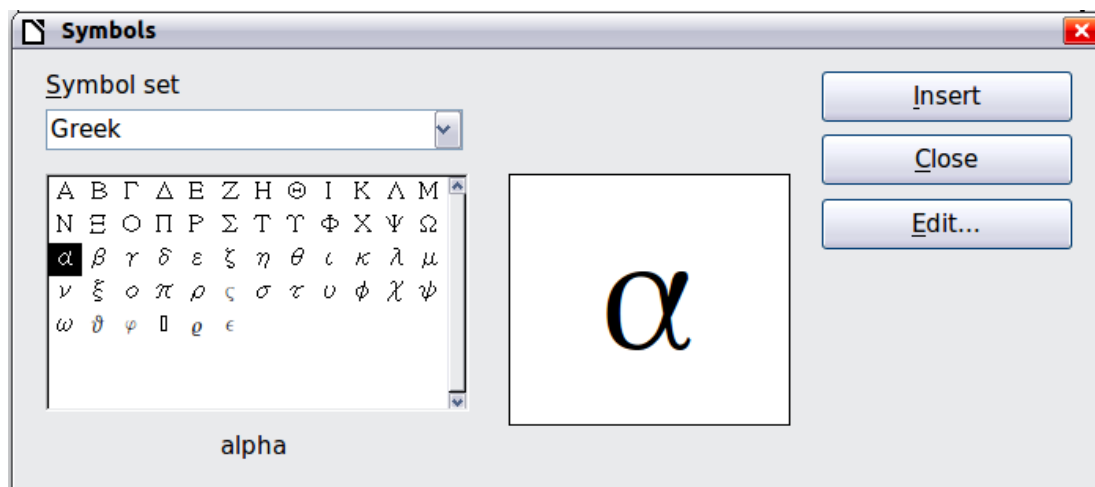 Symbols
Symbol set
Greek
Insert
Close
Edit...
Α Β Γ Δ Ε Ζ Η Θ Ι Κ Λ Μ
Ν Ξ Ο Π Ρ Σ Τ ϒ Φ Χ Ψ Ω
α β γ δ ε ζ η θ ι κ λ μ
ν ξ ο π ρ ς σ τ υ ϕ χ ψ
ω ϑ φ ϱ ϵ
α
alpha